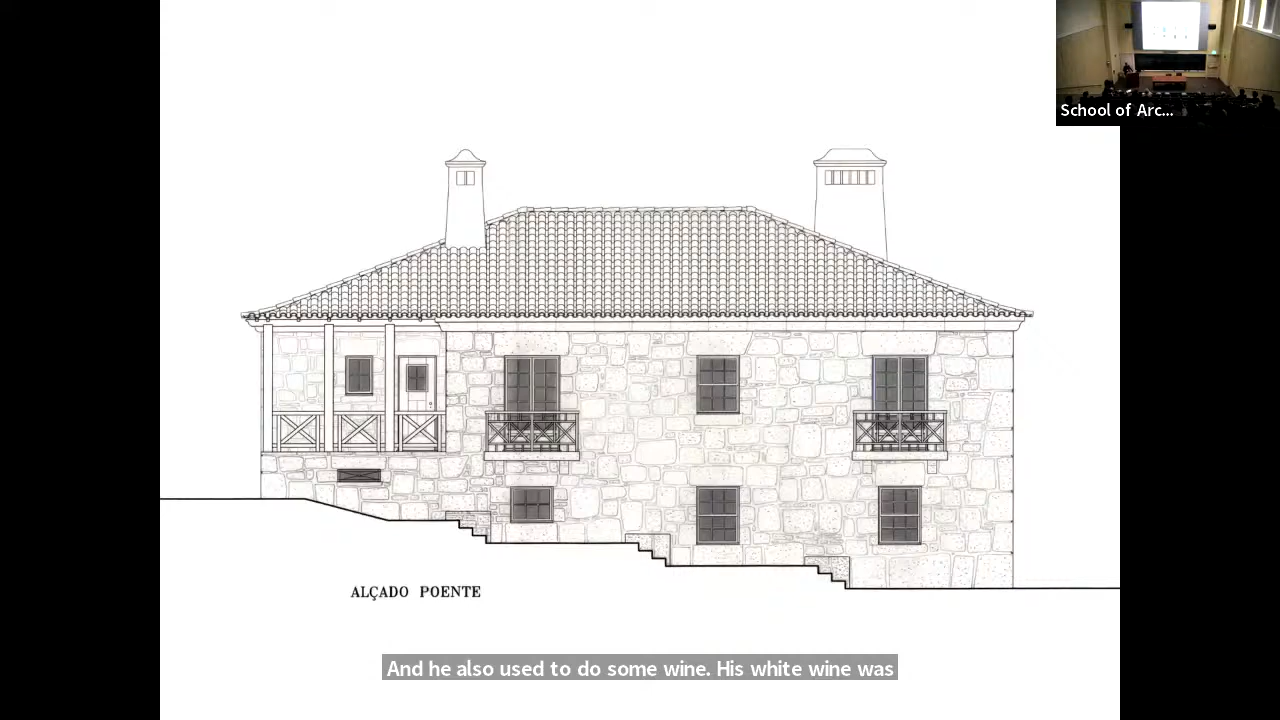 School of Arc...
ALÇADO POENTE
And he also used to do some wine. His white wine was